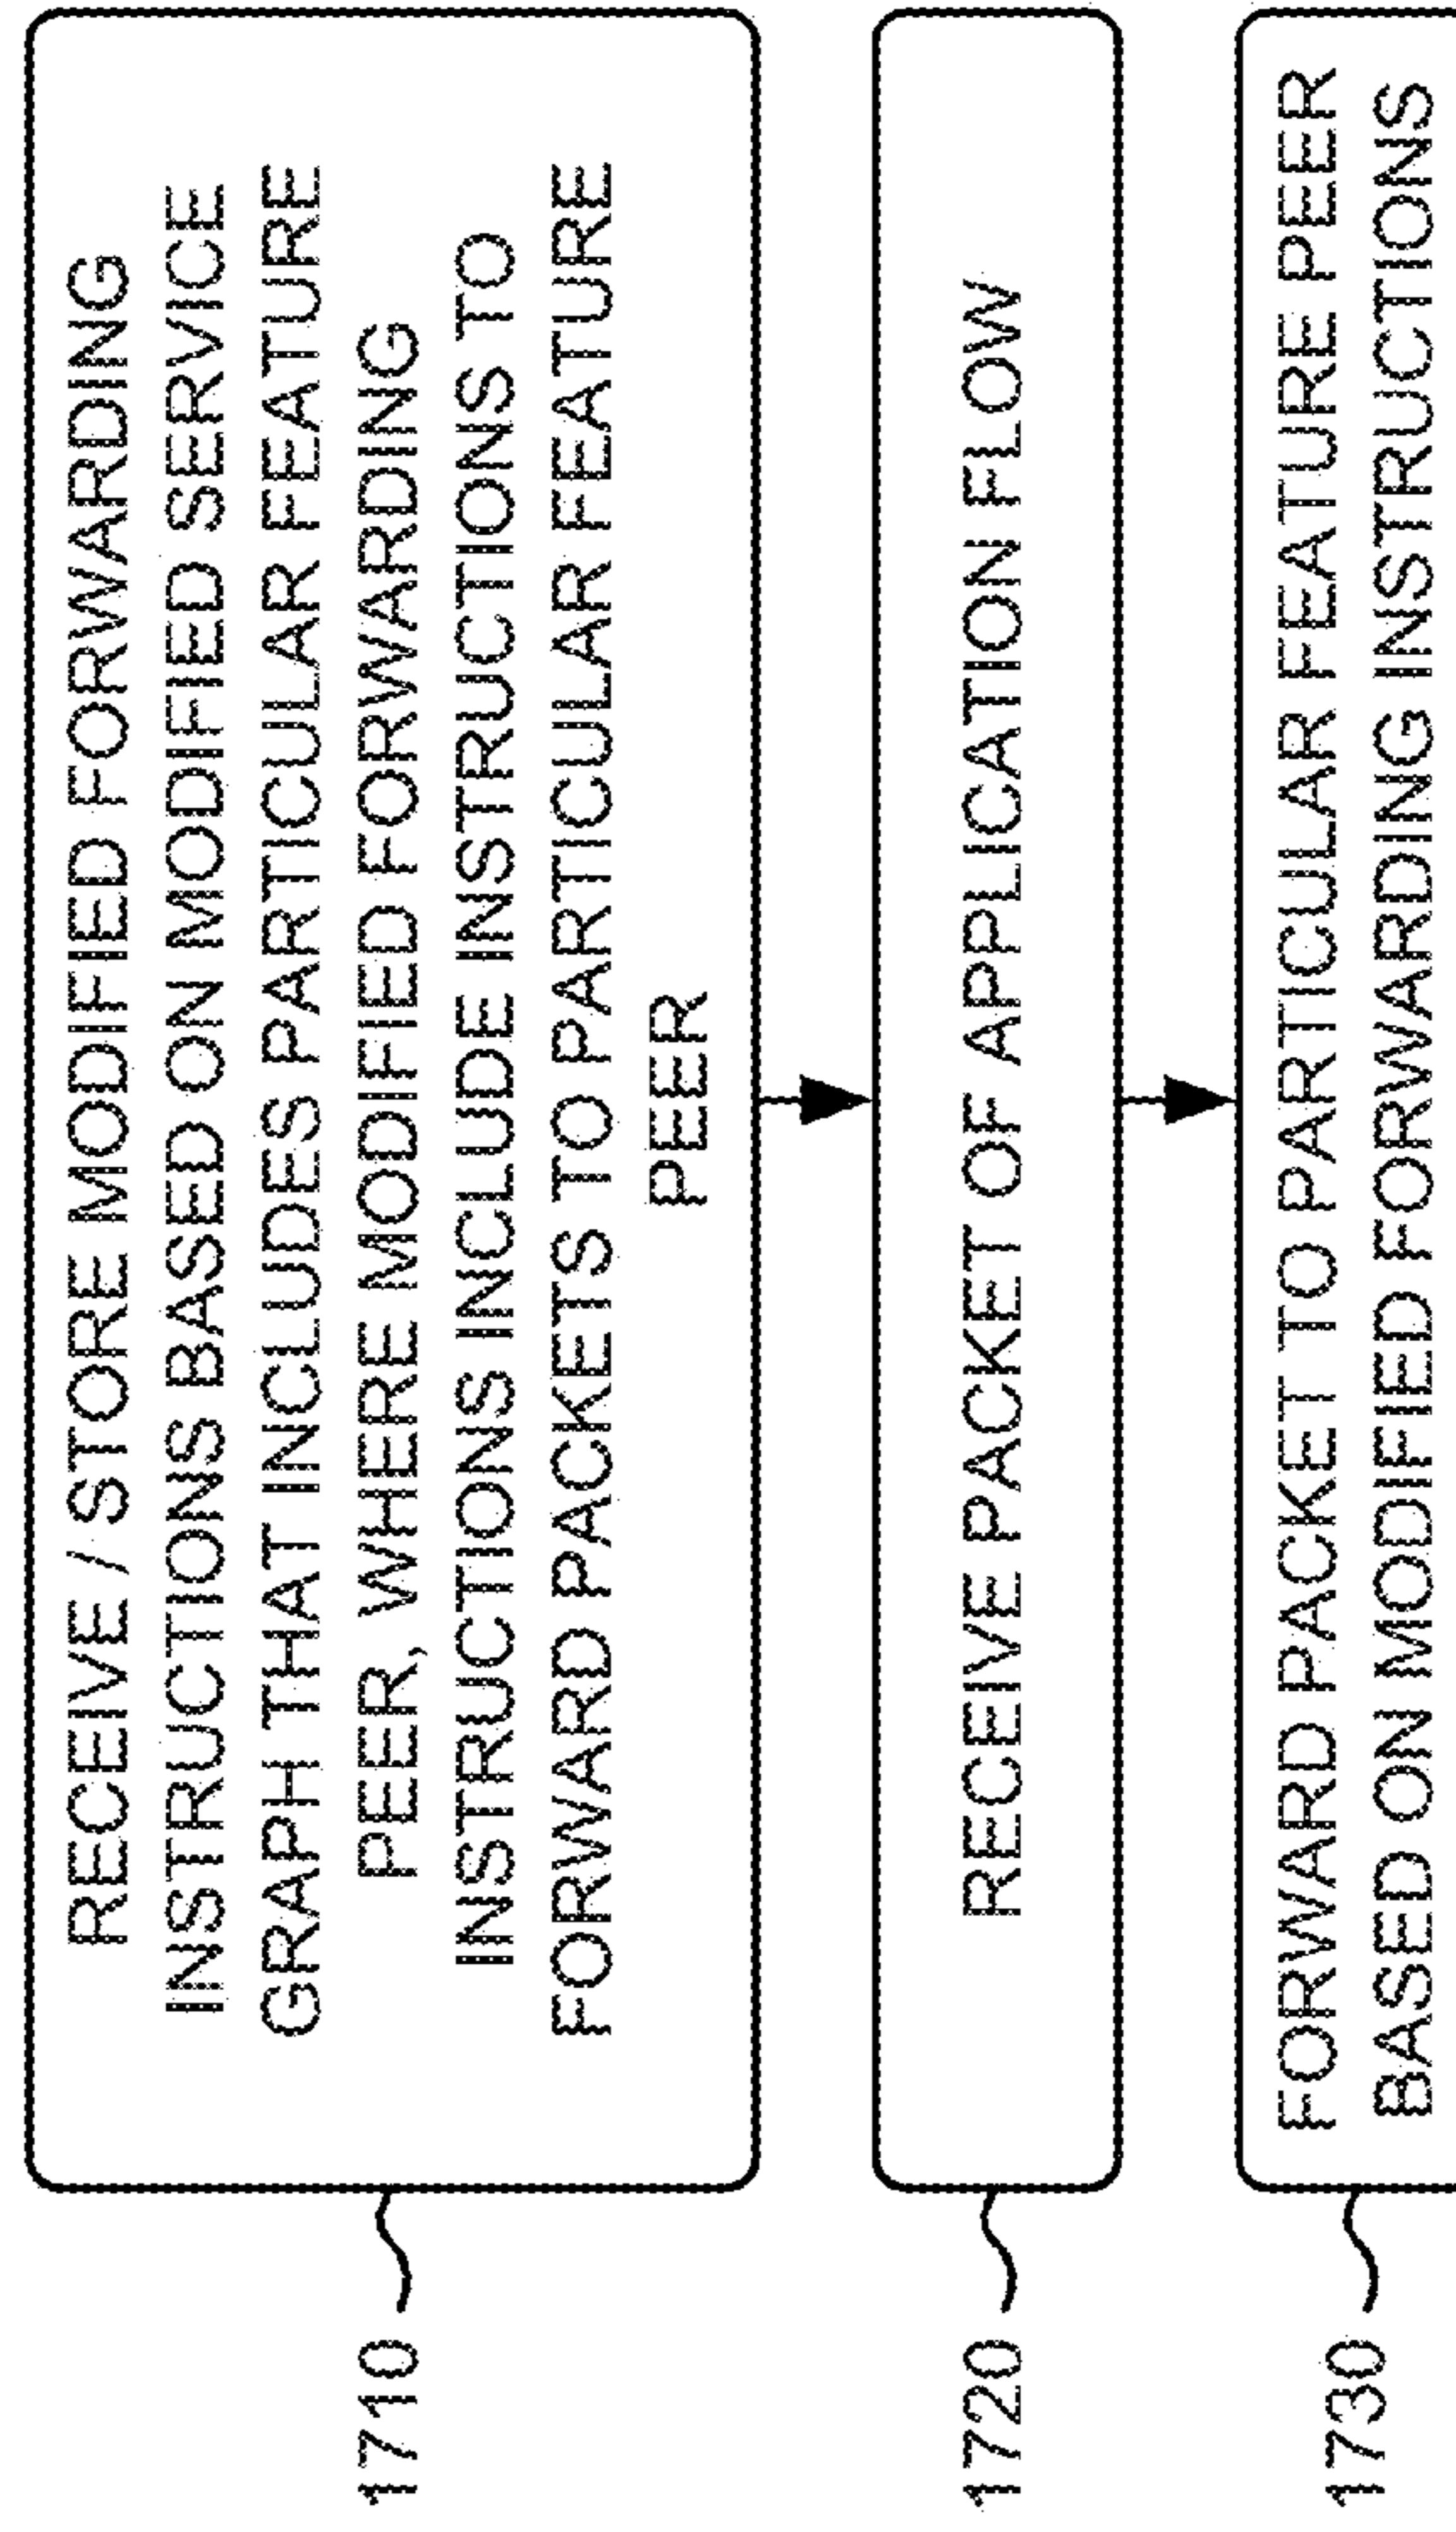 1710
RECEIVE / STORE MODIFIED FORWARDING
INSTRUCTIONS BASED ON MODIFIED SERVICE
GRAPH THAT INCLUDES PARTICULAR FEATURE
PEER, WHERE MODIFIED FORWARDING
INSTRUCTIONS INCLUDE INSTRUCTIONS TO
FORWARD PACKETS TO PARTICULAR FEATURE
PEER
1720
RECEIVE PACKET OF APPLICATION FLOW
1730
FORWARD PACKET TO PARTICULAR FEATURE PEER
BASED ON MODIFIED FORWARDING INSTRUCTIONS